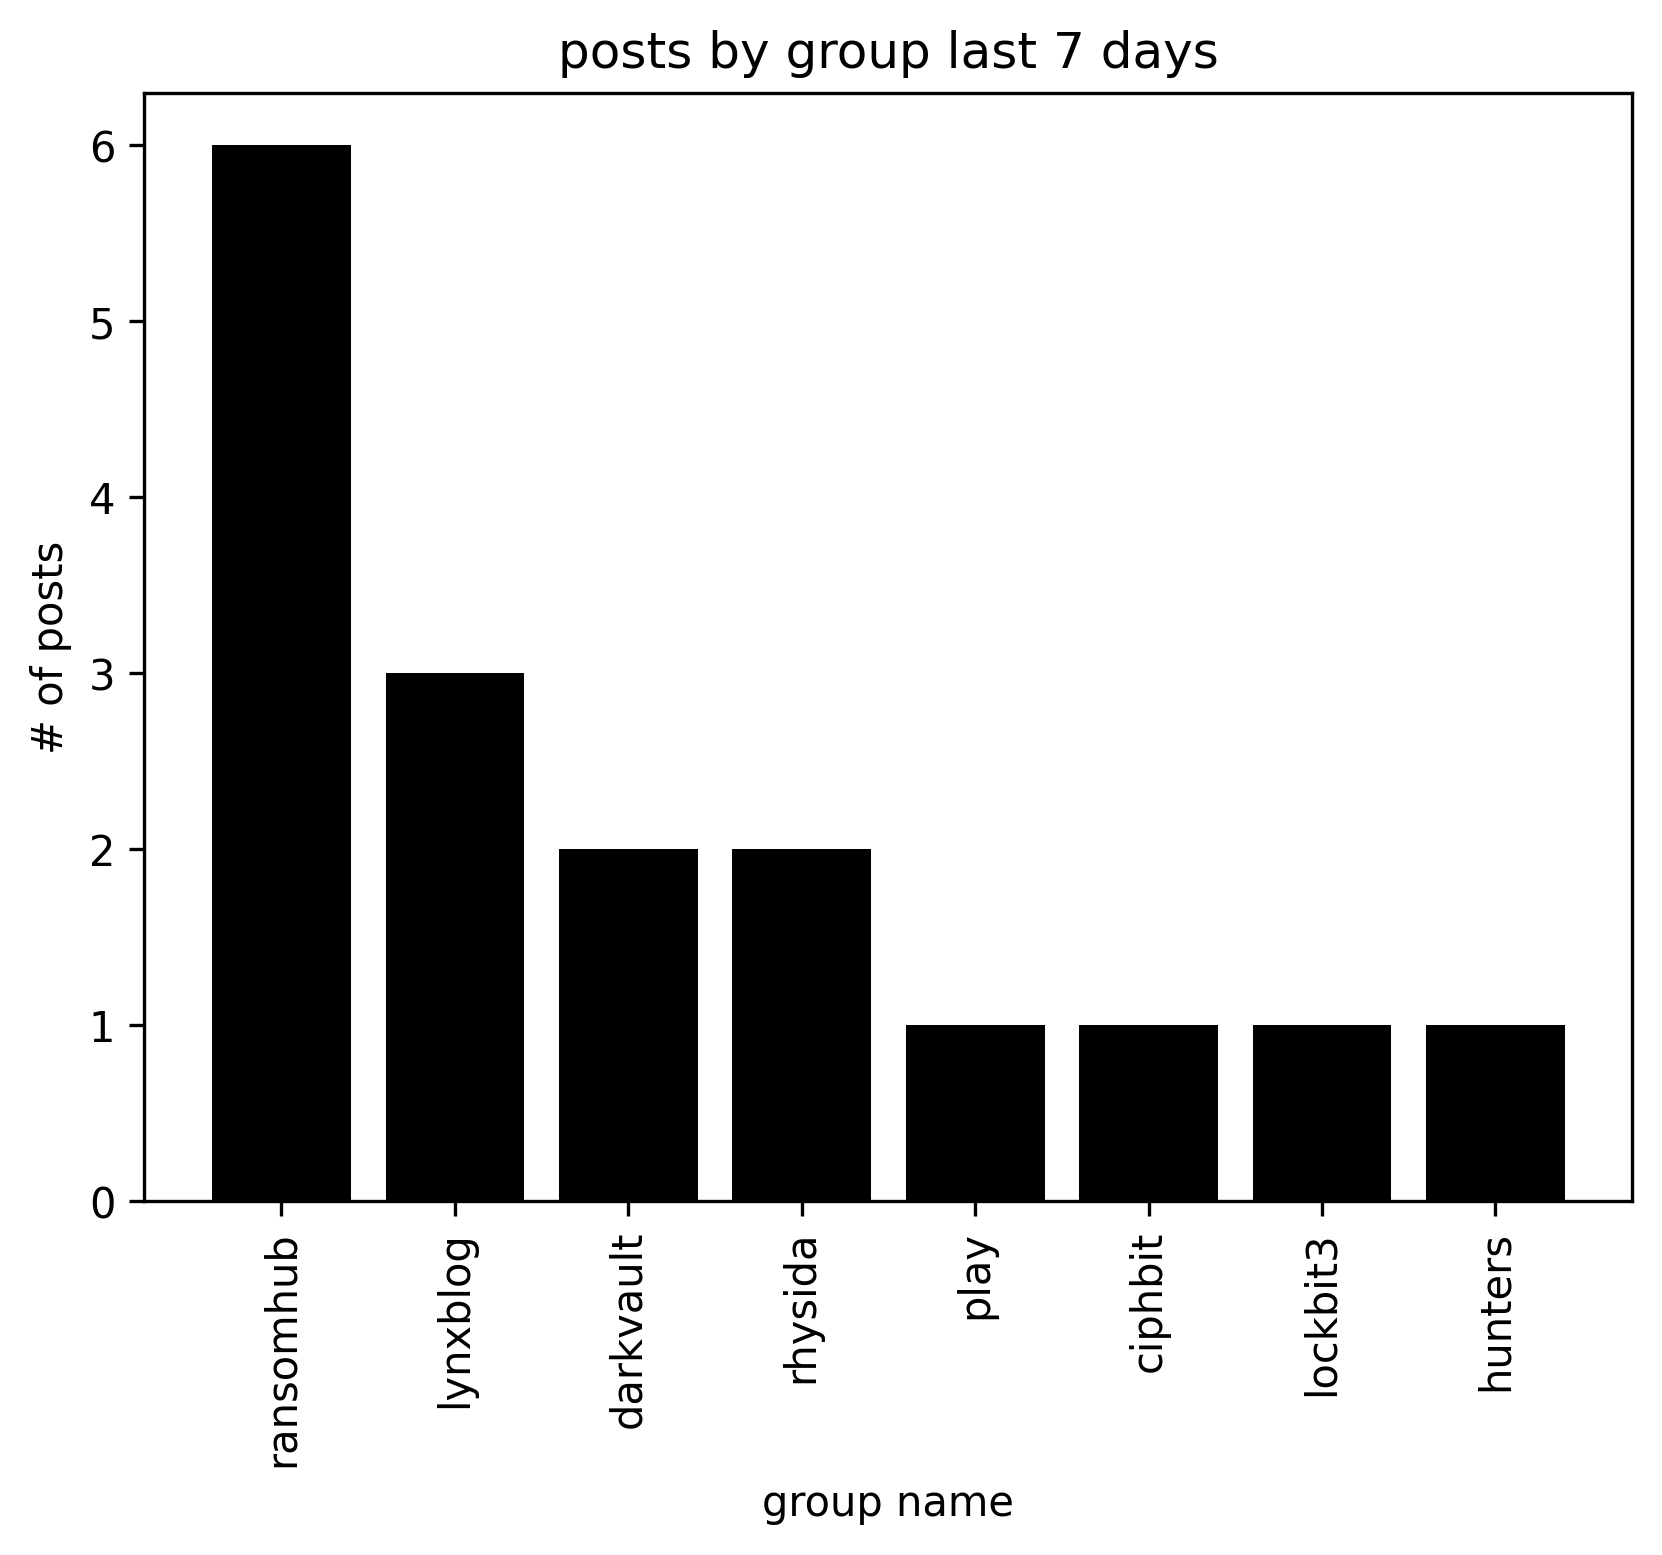 posts by group last 7 days
6
5
4
3
2
1
0
# of posts
ransomhub
lynxblog
darkvault
rhysida
play
ciphbit
lockbit3
hunters
group name